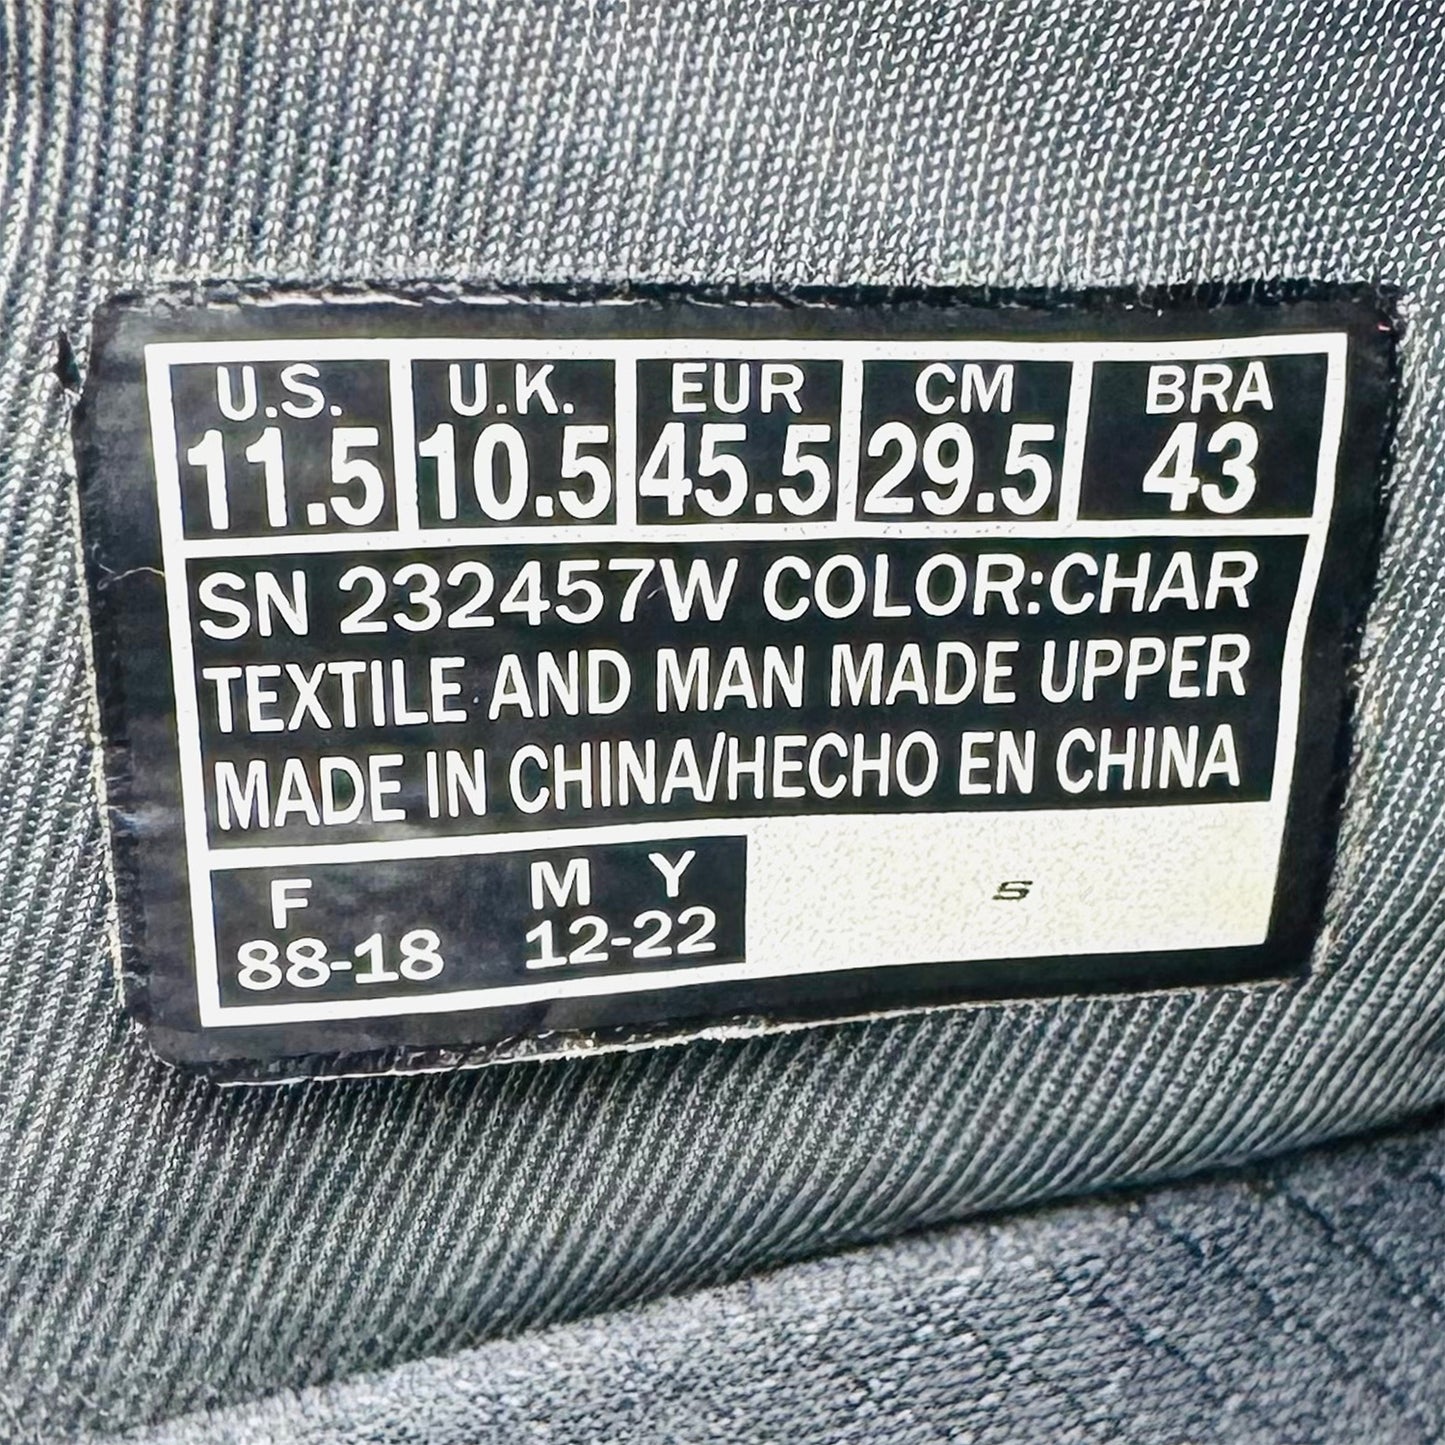 U.S. U.K. EUR CM BRA
11.5 10.5 45.5 29.5 43
SN 232457W COLOR:CHAR
TEXTILE AND MAN MADE UPPER
MADE IN CHINA/HECHO EN CHINA
F M Y
88-18 12-22
S